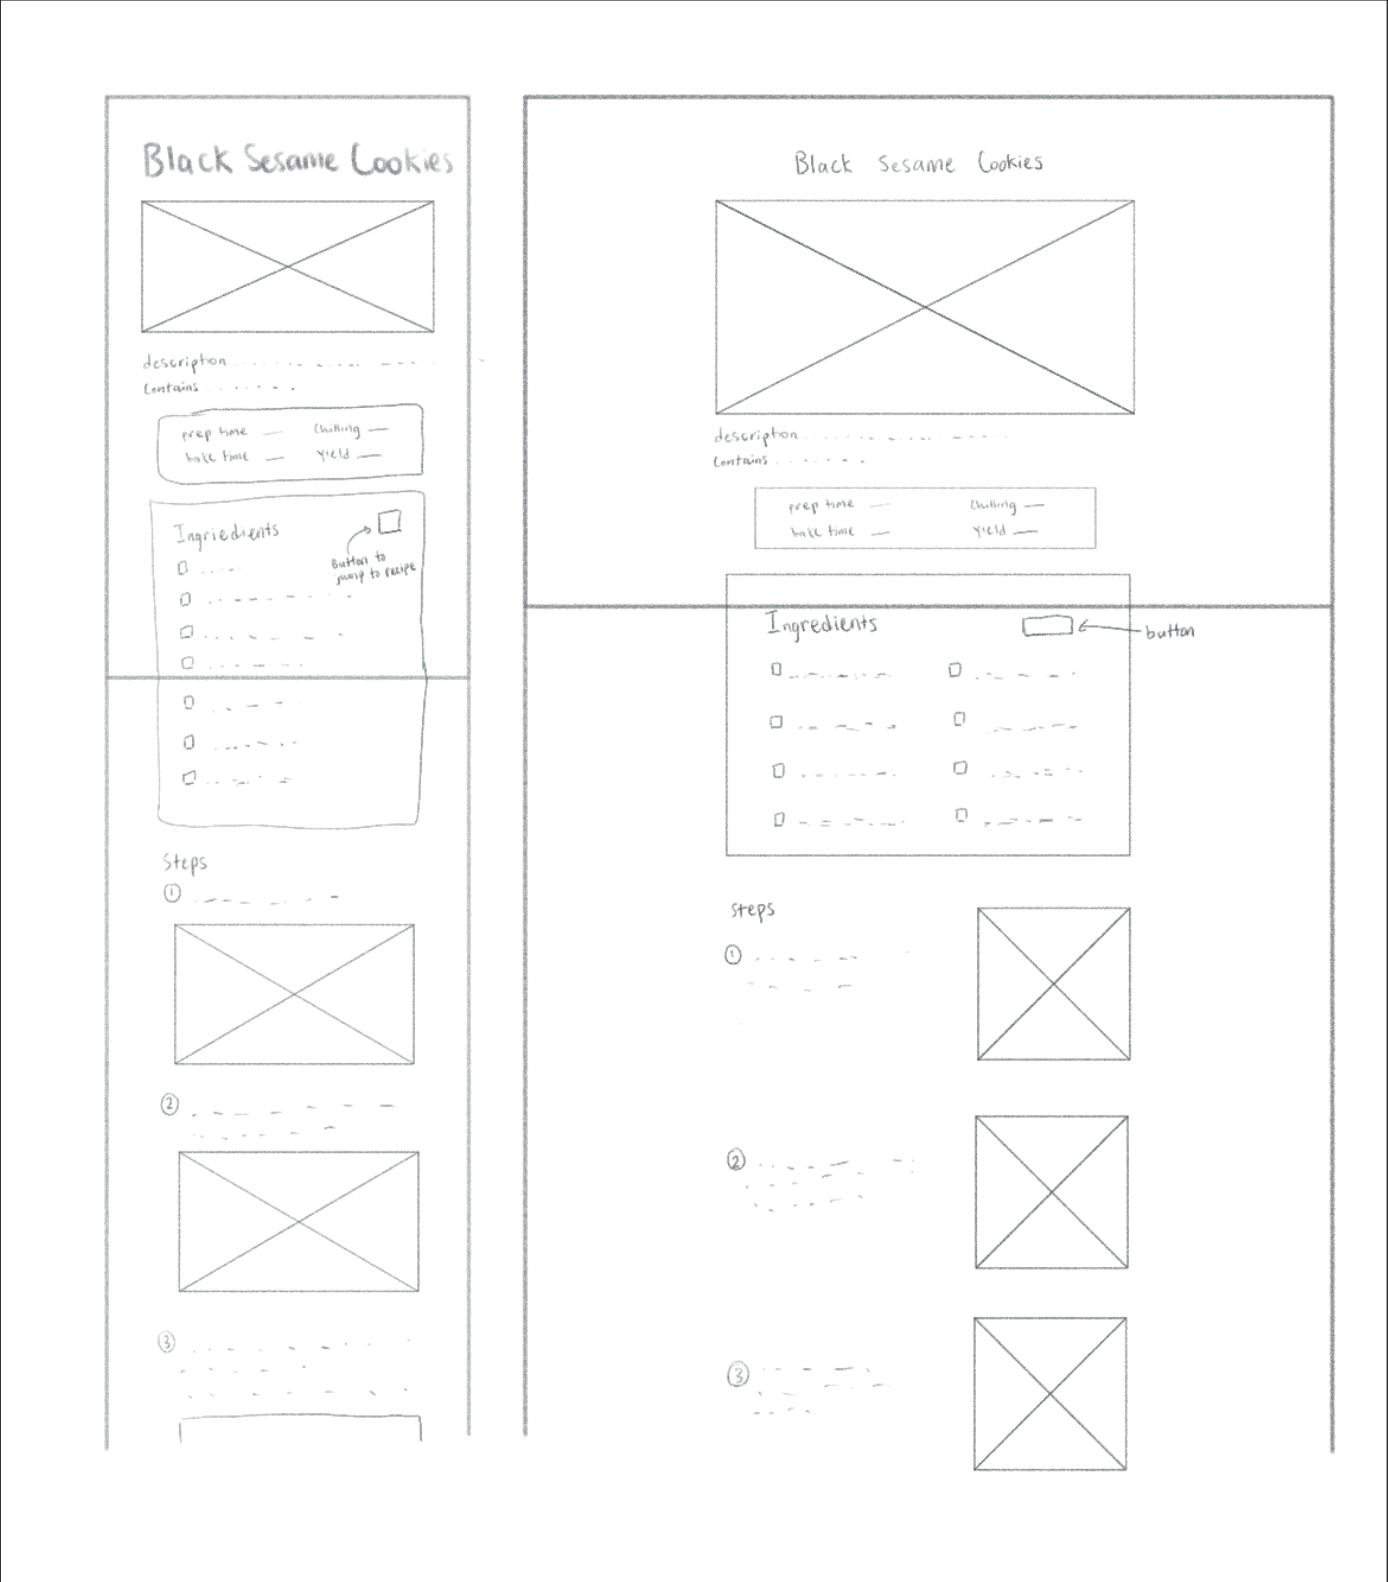 Black Sesame Cookies
description
Contains
prep time Chilling
bake time Yield
Ingriedients
Button to
jump to recipe
Steps
1
2
3
Black Sesame Cookies
description
Contains
prep time Chilling
bake time Yield
Ingredients
button
Steps
1
2
3